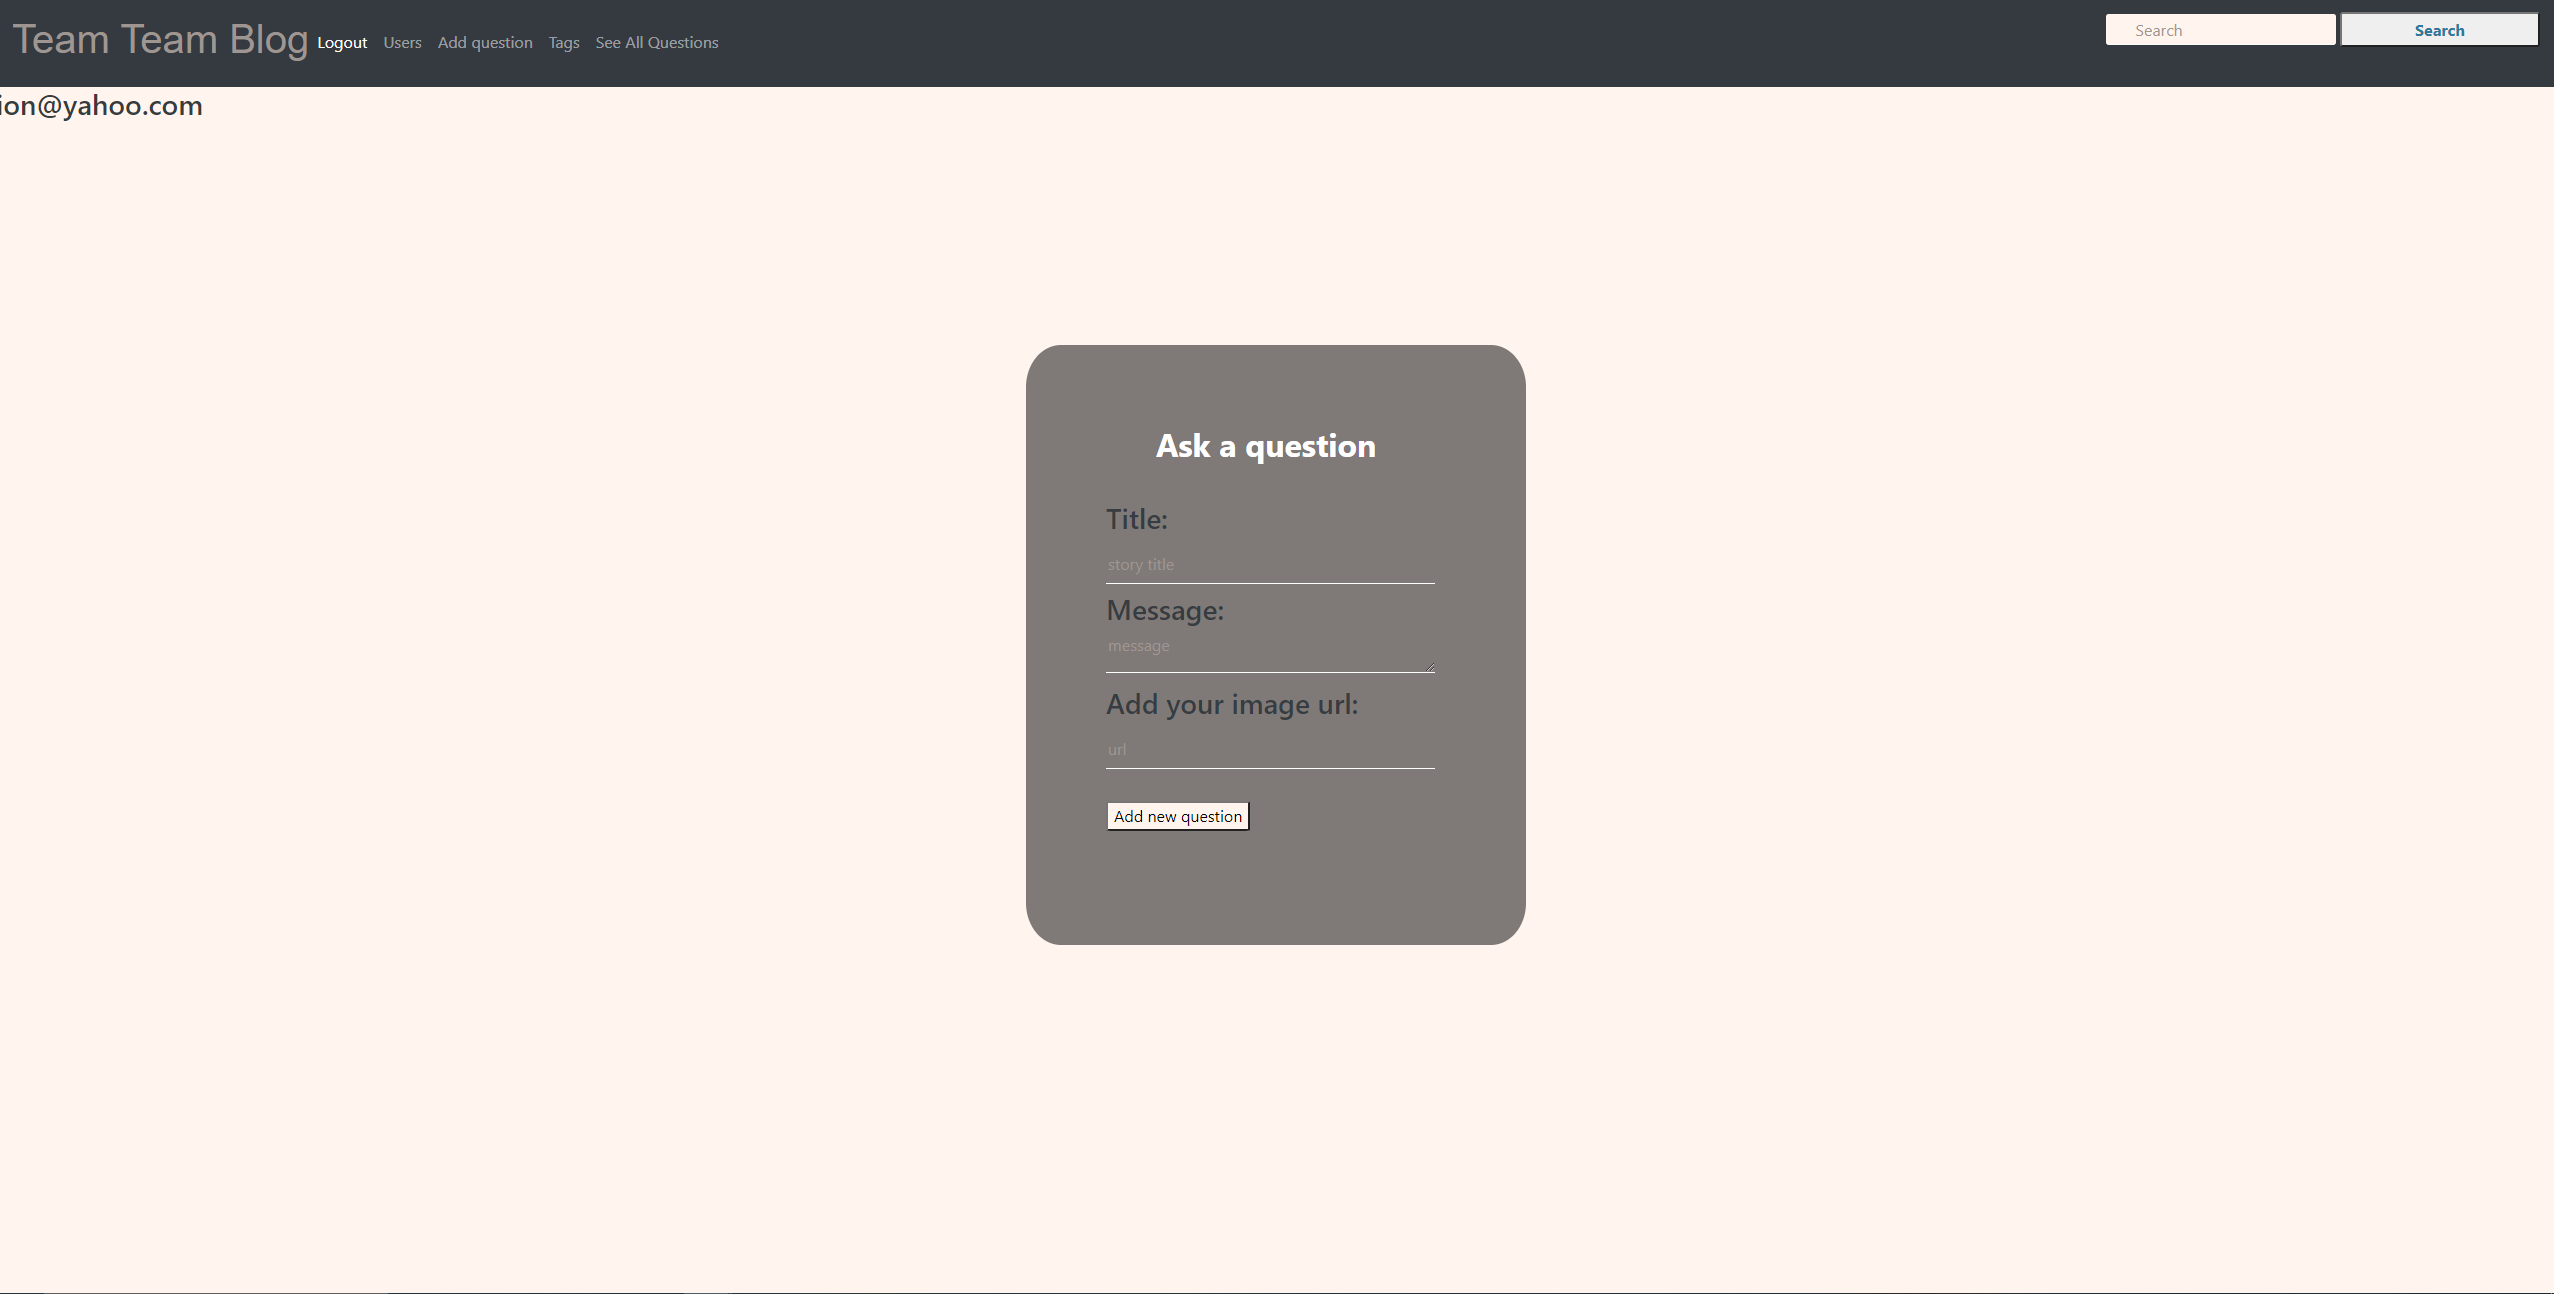 Team Team Blog Logout Users Add question Tags See All Questions Search Search
ion@yahoo.com
Ask a question
Title:
story title
Message:
message
Add your image url:
url
Add new question